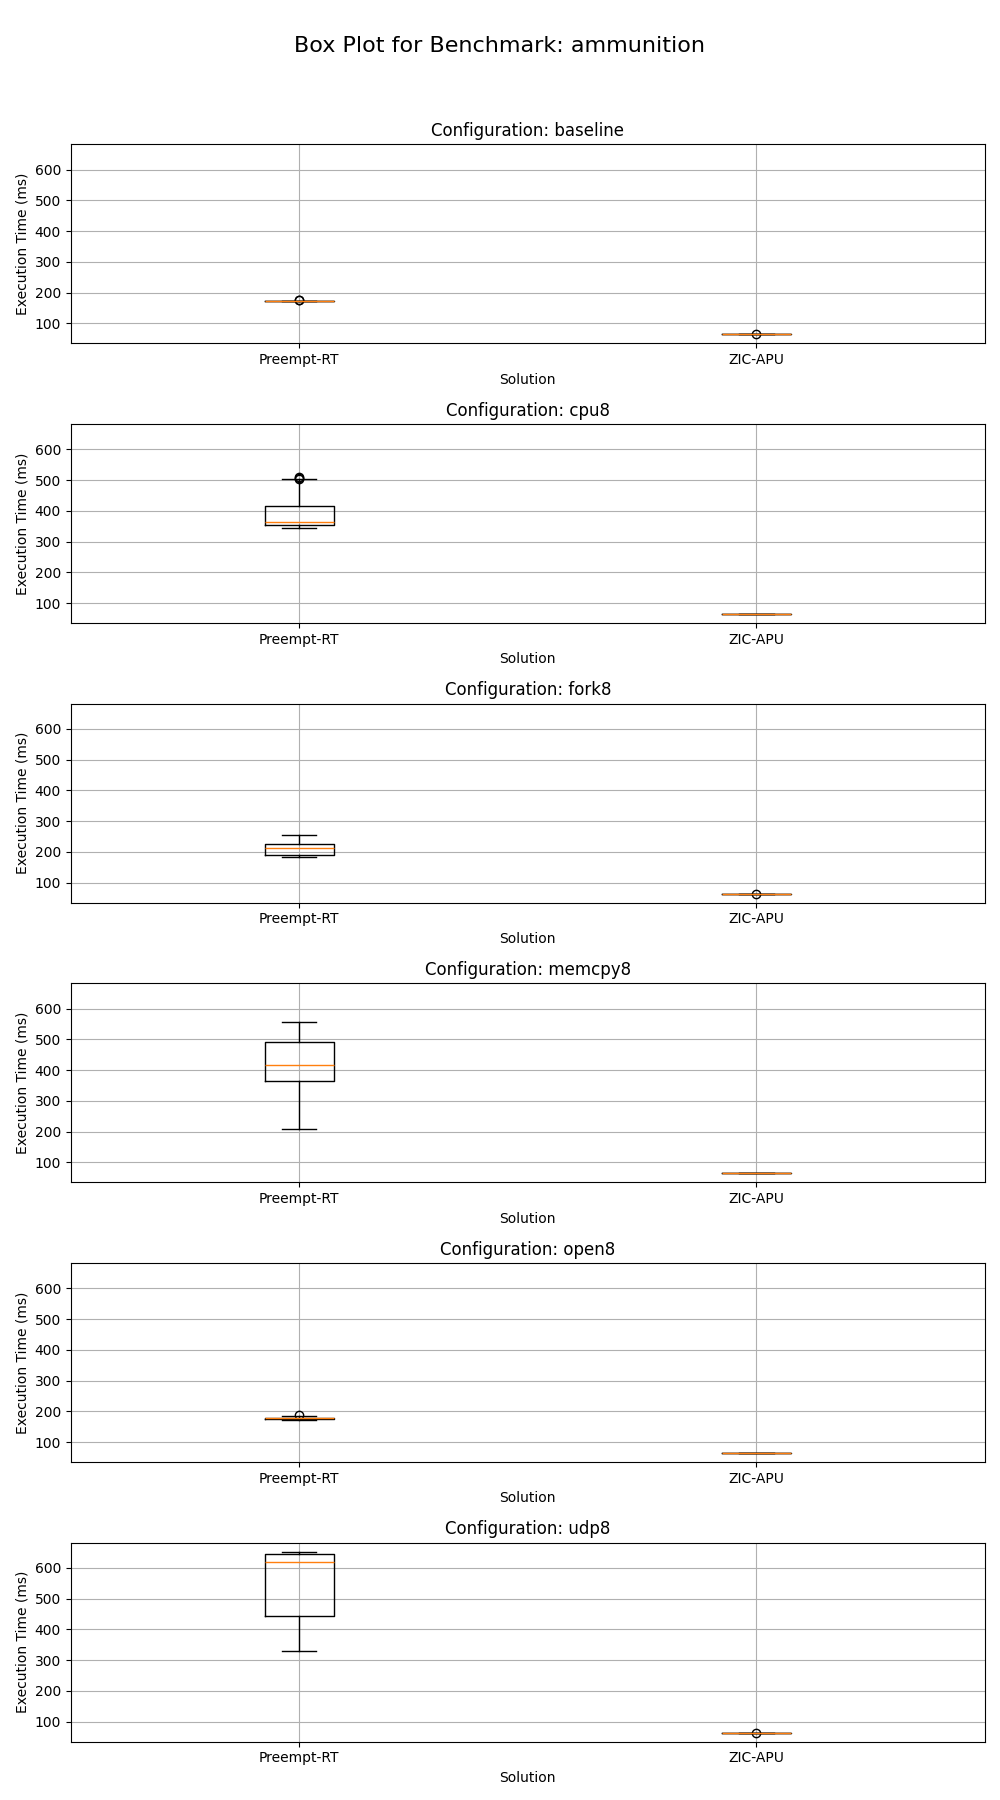 Box Plot for Benchmark: ammunition
Configuration: baseline
Execution Time (ms)
600
500
400
300
200
100
Preempt-RT
ZIC-APU
Solution
Configuration: cpu8
Execution Time (ms)
600
500
400
300
200
100
Preempt-RT
ZIC-APU
Solution
Configuration: fork8
Execution Time (ms)
600
500
400
300
200
100
Preempt-RT
ZIC-APU
Solution
Configuration: memcpy8
Execution Time (ms)
600
500
400
300
200
100
Preempt-RT
ZIC-APU
Solution
Configuration: open8
Execution Time (ms)
600
500
400
300
200
100
Preempt-RT
ZIC-APU
Solution
Configuration: udp8
Execution Time (ms)
600
500
400
300
200
100
Preempt-RT
ZIC-APU
Solution